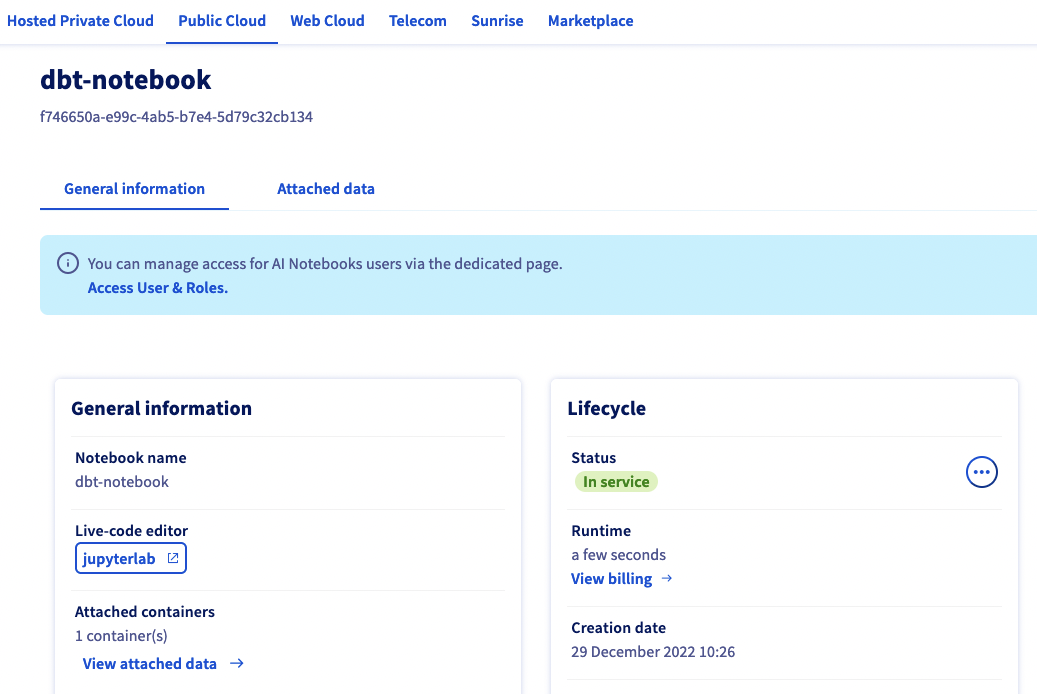 Hosted Private Cloud Public Cloud Web Cloud Telecom Sunrise Marketplace
dbt-notebook
f746650a-e99c-4ab5-b7e4-5d79c32cb134
General information Attached data
You can manage access for AI Notebooks users via the dedicated page.
Access User & Roles.
General information
Notebook name
dbt-notebook
Live-code editor
jupyterlab
Attached containers
1 container(s)
View attached data
Lifecycle
Status
In service
Runtime
a few seconds
View billing
Creation date
29 December 2022 10:26